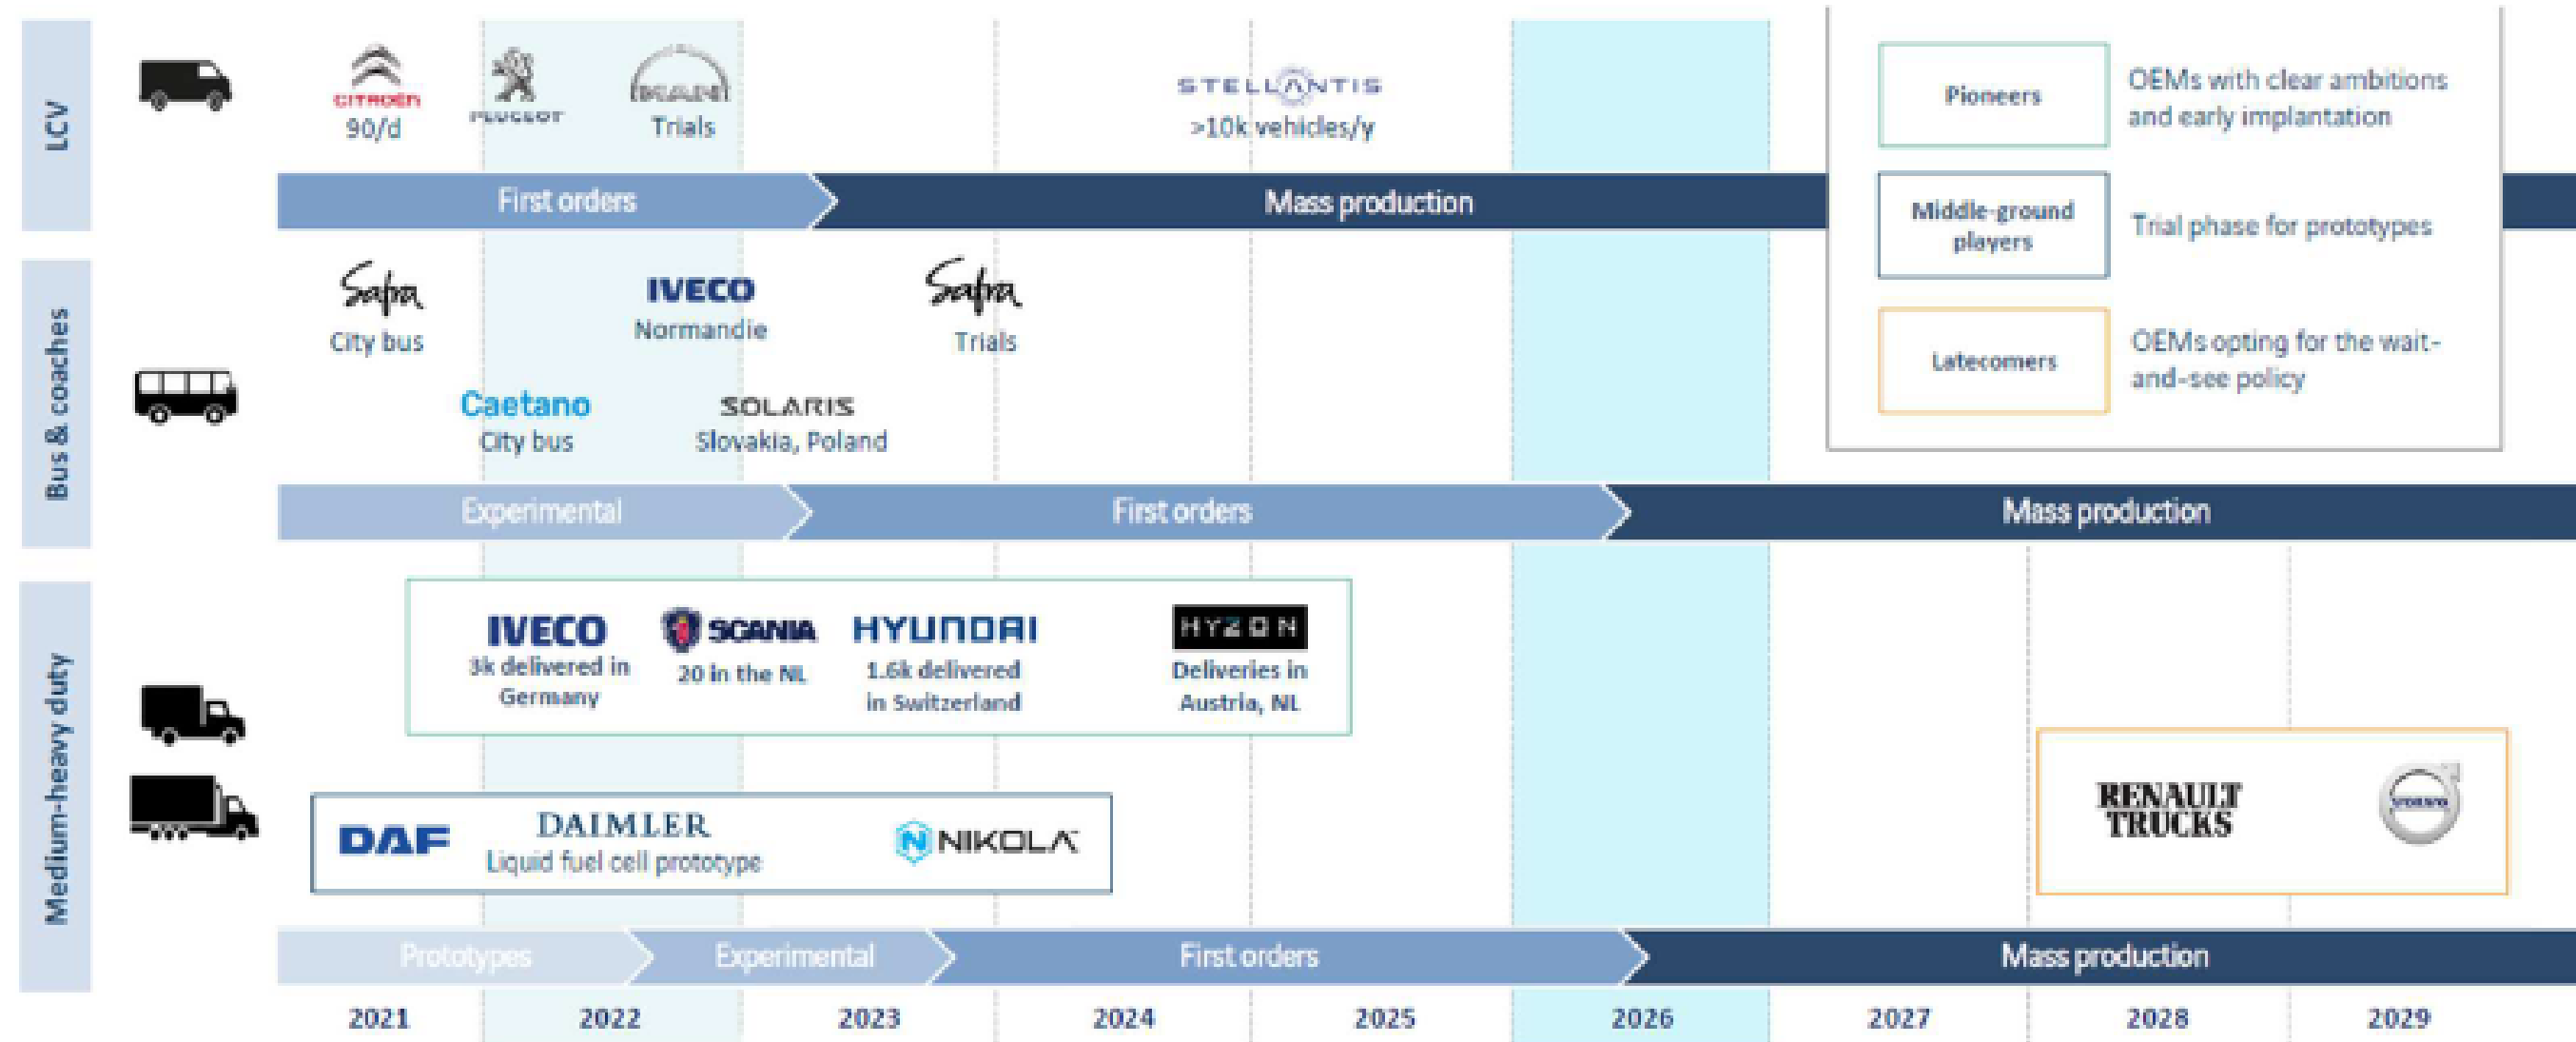 LCV
CITROËN
90/d
PEUGEOT
Trials
STELLANTIS
>10k vehicles/y
First orders
Mass production
Pioneers
OEMs with clear ambitions
and early implantation
Middle-ground
players
Trial phase for prototypes
Latecomers
OEMs opting for the wait-
and-see policy
Bus & coaches
Safra
City bus
IVECO
Normandie
Safra
Trials
Caetano
City bus
SOLARIS
Slovakia, Poland
Experimental
First orders
Mass production
Medium-heavy duty
IVECO
3k delivered in
Germany
SCANIA
20 in the NL
HYUNDAI
1.6k delivered
in Switzerland
HYZON
Deliveries in
Austria, NL
DAF
DAIMLER
Liquid fuel cell prototype
NIKOLA
RENAULT
TRUCKS
VOLVO
Prototypes
Experimental
First orders
Mass production
2021
2022
2023
2024
2025
2026
2027
2028
2029